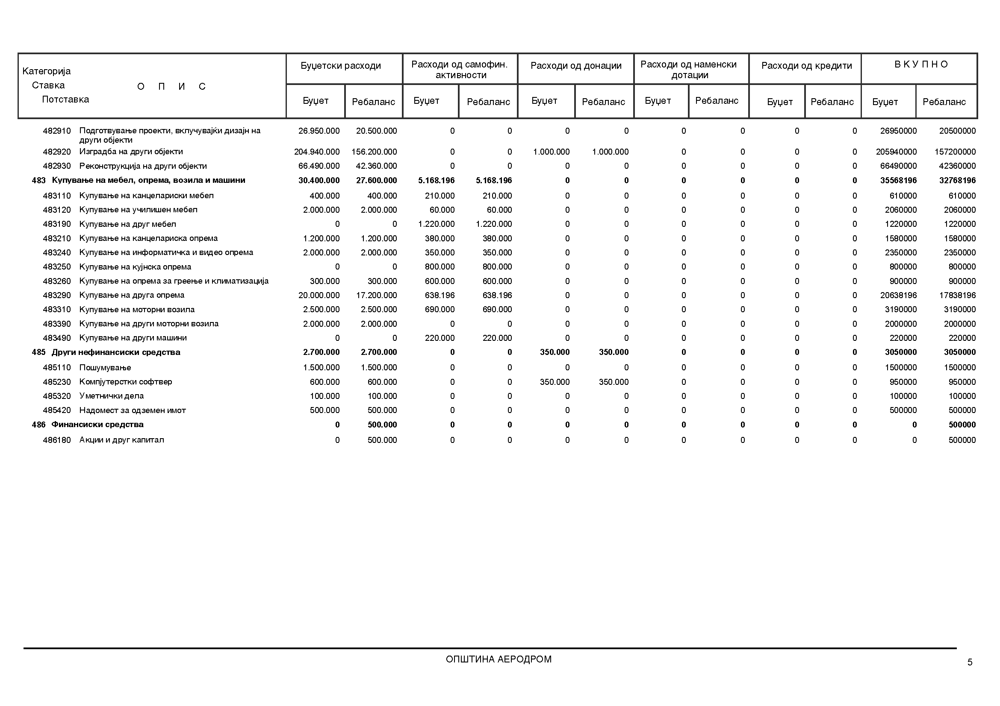 Категорија
Ставка
Потставка
О П И С
Буџетски расходи
Расходи од самофин.
активности
Расходи од донации
Расходи од наменски
дотации
Расходи од кредити
В К У П Н О
Буџет Ребаланс Буџет Ребаланс Буџет Ребаланс Буџет Ребаланс Буџет Ребаланс Буџет Ребаланс
482910 Подготвување проекти, вклучувајќи дизајн на 26.950.000 20.500.000 0 0 0 0 0 0 0 0 26950000 20500000
други објекти
482920 Изградба на други објекти 204.940.000 156.200.000 0 0 1.000.000 1.000.000 0 0 0 0 205940000 157200000
482930 Реконструкција на други објекти 66.490.000 42.360.000 0 0 0 0 0 0 0 0 66490000 42360000
483 Купување на мебел, опрема, возила и машини 30.400.000 27.600.000 5.168.196 5.168.196 0 0 0 0 0 0 35568196 32768196
483110 Купување на канцелариски мебел 400.000 400.000 210.000 210.000 0 0 0 0 0 0 610000 610000
483120 Купување на училишен мебел 2.000.000 2.000.000 60.000 60.000 0 0 0 0 0 0 2060000 2060000
483190 Купување на друг мебел 0 0 1.220.000 1.220.000 0 0 0 0 0 0 1220000 1220000
483210 Купување на канцелариска опрема 1.200.000 1.200.000 380.000 380.000 0 0 0 0 0 0 1580000 1580000
483240 Купување на информатичка и видео опрема 2.000.000 2.000.000 350.000 350.000 0 0 0 0 0 0 2350000 2350000
483250 Купување на кујнска опрема 0 0 800.000 800.000 0 0 0 0 0 0 800000 800000
483260 Купување на опрема за греење и климатизација 300.000 300.000 600.000 600.000 0 0 0 0 0 0 900000 900000
483290 Купување на друга опрема 20.000.000 17.200.000 638.196 638.196 0 0 0 0 0 0 20638196 17838196
483310 Купување на моторни возила 2.500.000 2.500.000 690.000 690.000 0 0 0 0 0 0 3190000 3190000
483390 Купување на други моторни возила 2.000.000 2.000.000 0 0 0 0 0 0 0 0 2000000 2000000
483490 Купување на други машини 0 0 220.000 220.000 0 0 0 0 0 0 220000 220000
485 Други нефинансиски средства 2.700.000 2.700.000 0 0 350.000 350.000 0 0 0 0 3050000 3050000
485110 Пошумување 1.500.000 1.500.000 0 0 0 0 0 0 0 0 1500000 1500000
485230 Компјутерстки софтвер 600.000 600.000 0 0 350.000 350.000 0 0 0 0 950000 950000
485320 Уметнички дела 100.000 100.000 0 0 0 0 0 0 0 0 100000 100000
485420 Надомест за одземен имот 500.000 500.000 0 0 0 0 0 0 0 0 500000 500000
486 Финансиски средства 0 500.000 0 0 0 0 0 0 0 0 0 500000
486180 Акции и друг капитал 0 500.000 0 0 0 0 0 0 0 0 0 500000
ОПШТИНА АЕРОДРОМ
5